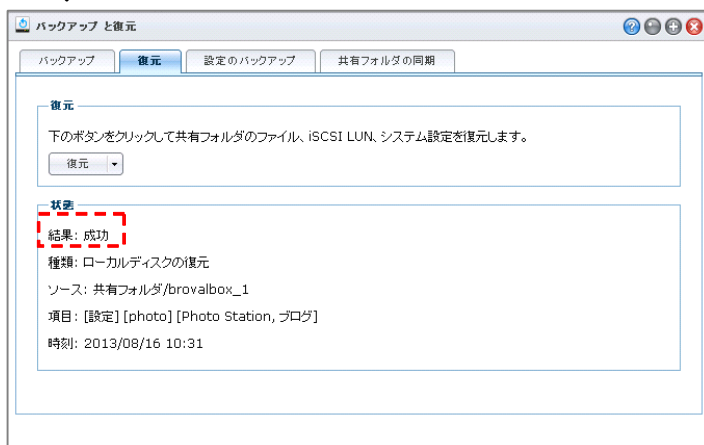 バックアップ と復元
バックアップ
復元
設定のバックアップ
共有フォルダの同期
復元
下のボタンをクリックして共有フォルダのファイル、iSCSI LUN、システム設定を復元します。
復元
状態
結果: 成功
種類: ローカルディスクの復元
ソース: 共有フォルダ/brovalbox_1
項目: [設定] [photo] [Photo Station, ブログ]
時刻: 2013/08/16 10:31